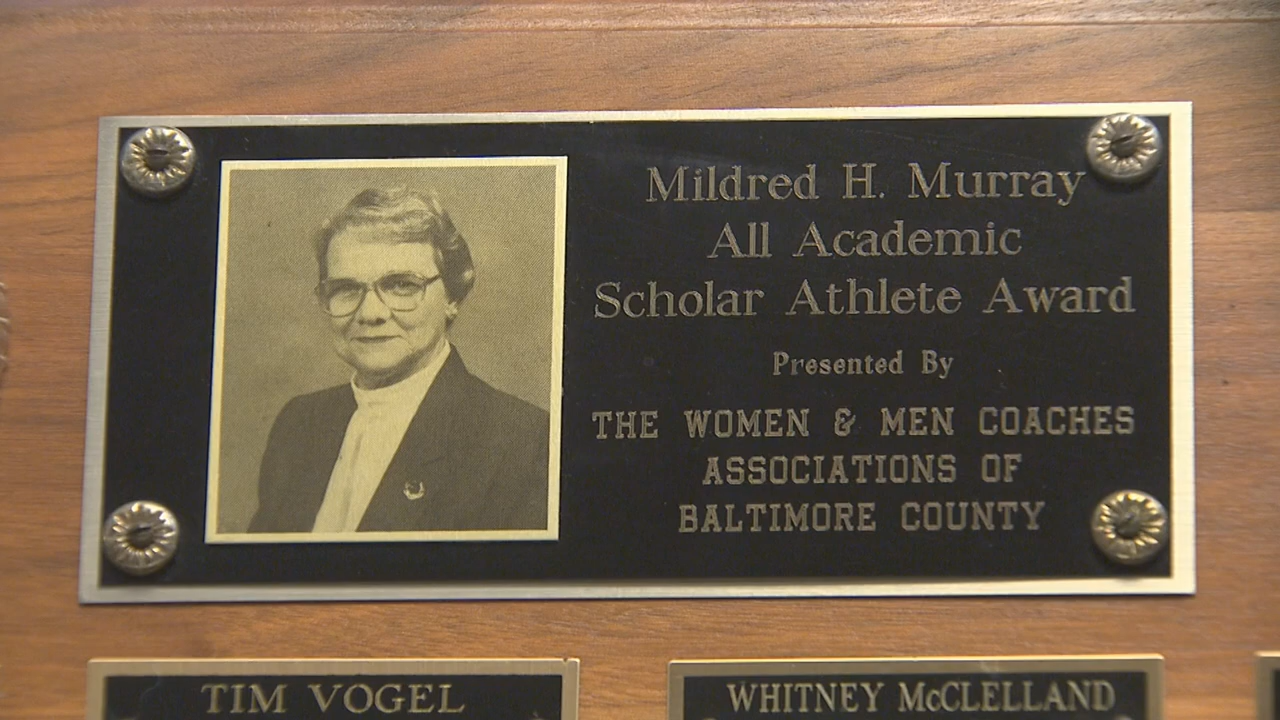 Mildred H. Murray
All Academic
Scholar Athlete Award
Presented By
THE WOMEN & MEN COACHES
ASSOCIATIONS OF
BALTIMORE COUNTY
TIM VOGEL
WHITNEY McCLELLAND